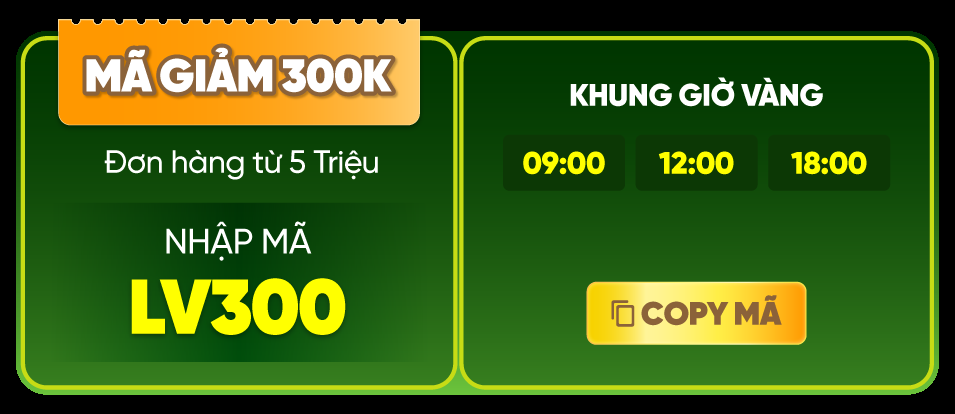 MÃ GIẢM 300K
Đơn hàng từ 5 Triệu
NHẬP MÃ
LV300
KHUNG GIỜ VÀNG
09:00 12:00 18:00
COPY MÃ